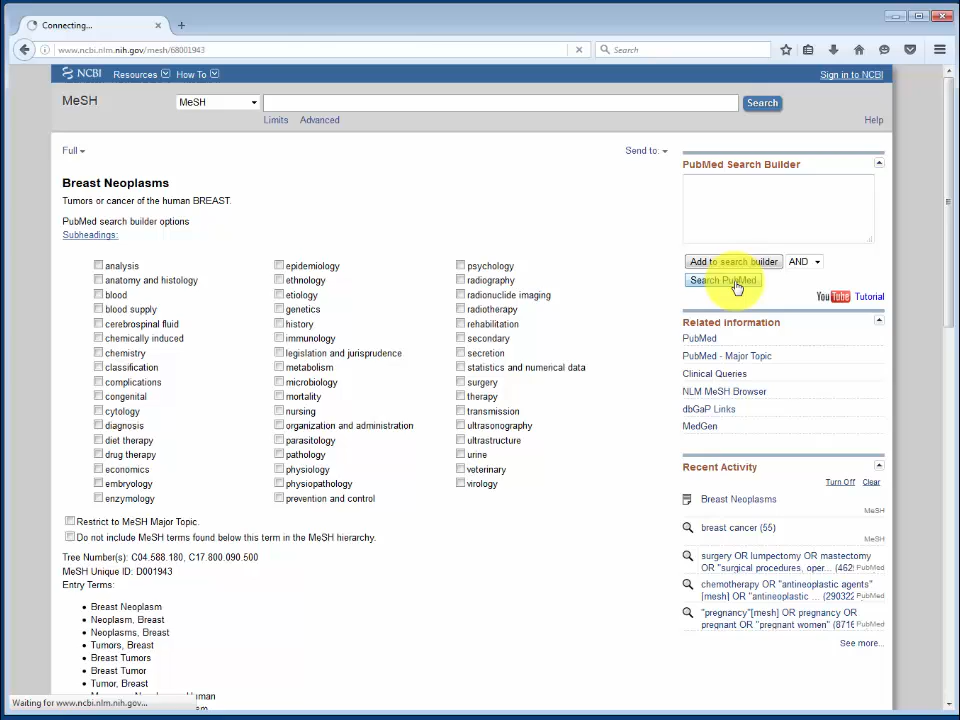 Connecting...
www.ncbi.nlm.nih.gov/mesh/68001943
Search
NCBI Resources How To
Sign in to NCBI
MeSH
MeSH
Search
Limits Advanced
Help
Full
Send to:
Breast Neoplasms
Tumors or cancer of the human BREAST.
PubMed search builder options
Subheadings:
analysis
anatomy and histology
blood
blood supply
cerebrospinal fluid
chemically induced
chemistry
classification
complications
congenital
cytology
diagnosis
diet therapy
drug therapy
economics
embryology
enzymology
epidemiology
ethnology
etiology
genetics
history
immunology
legislation and jurisprudence
metabolism
microbiology
mortality
nursing
organization and administration
parasitology
pathology
physiology
physiopathology
prevention and control
psychology
radiography
radionuclide imaging
radiotherapy
rehabilitation
secondary
secretion
statistics and numerical data
surgery
therapy
transmission
ultrasonography
ultrastructure
urine
veterinary
virology
Restrict to MeSH Major Topic.
Do not include MeSH terms found below this term in the MeSH hierarchy.
Tree Number(s): C04.588.180, C17.800.090.500
MeSH Unique ID: D001943
Entry Terms:
Breast Neoplasm
Neoplasm, Breast
Neoplasms, Breast
Tumors, Breast
Breast Tumors
Breast Tumor
Tumor, Breast
Waiting for www.ncbi.nlm.nih.gov...
PubMed Search Builder
Add to search builder AND
Search PubMed
YouTube Tutorial
Related information
PubMed
PubMed - Major Topic
Clinical Queries
NLM MeSH Browser
dbGaP Links
MedGen
Recent Activity
Turn Off Clear
Breast Neoplasms
MeSH
breast cancer (55)
MeSH
surgery OR lumpectomy OR mastectomy
OR "surgical procedures, oper... (462 PubMed
chemotherapy OR "antineoplastic agents"
[mesh] OR "antineoplastic ... (290322 PubMed
"pregnancy"[mesh] OR pregnancy OR
pregnant OR "pregnant women" (8716 PubMed
See more...